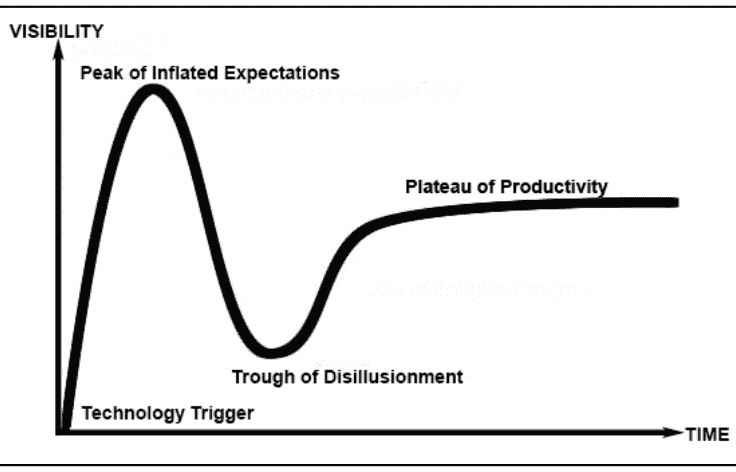 VISIBILITY
Peak of Inflated Expectations
Plateau of Productivity
Trough of Disillusionment
Technology Trigger
TIME